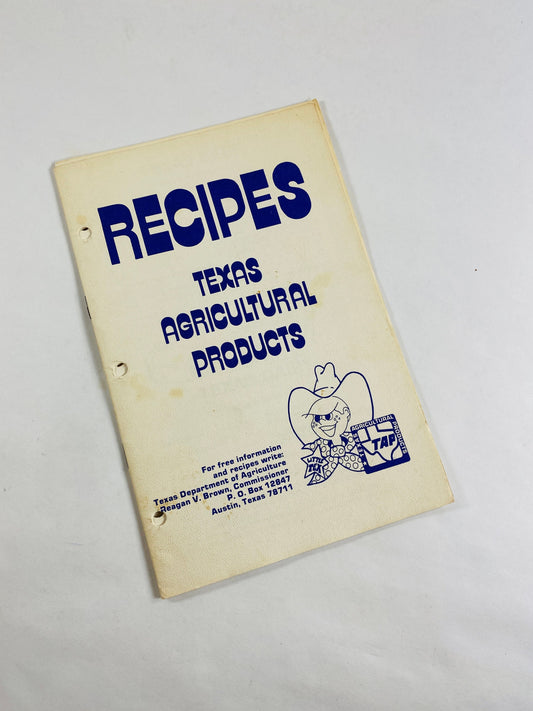 RECIPES
TEXAS
AGRICULTURAL
PRODUCTS
For free information
and recipes write:
Texas Department of Agriculture
Reagan V. Brown, Commissioner
P. O. Box 12847
Austin, Texas 78711
LITTLE
TEX
TEXAS
AGRICULTURAL
PRODUCTS
TAP